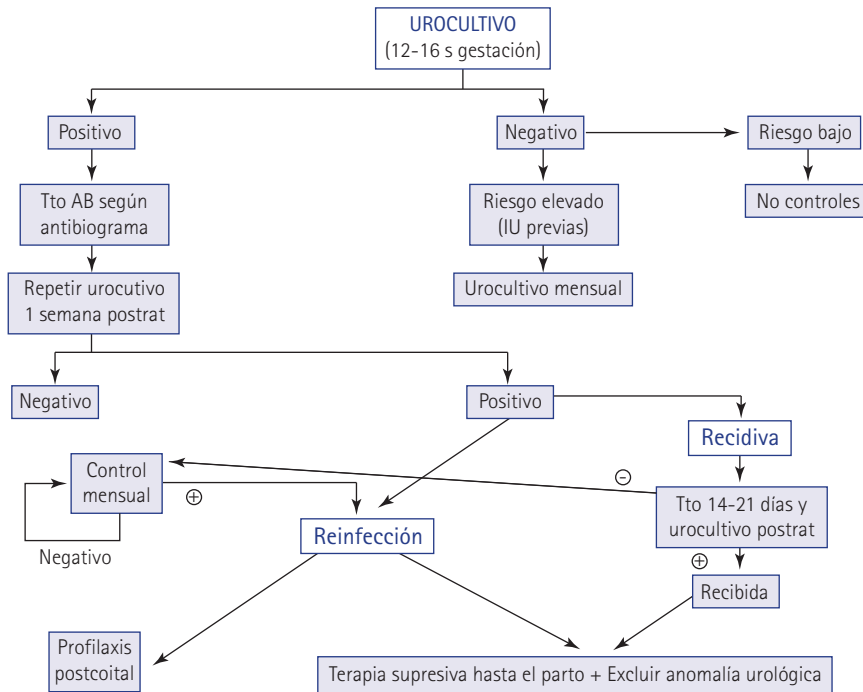 UROCULTIVO
(12-16 s gestación)
Positivo
Negativo
Riesgo bajo
Tto AB según
antibiograma
Riesgo elevado
(IU previas)
No controles
Repetir urocutivo
1 semana postrat
Urocultivo mensual
Negativo
Positivo
Recidiva
Control
mensual
⊕
⊖
Tto 14-21 días y
urocultivo postrat
Reinfección
Negativo
⊕
Recibida
Profilaxis
postcoital
Terapia supresiva hasta el parto + Excluir anomalía urológica